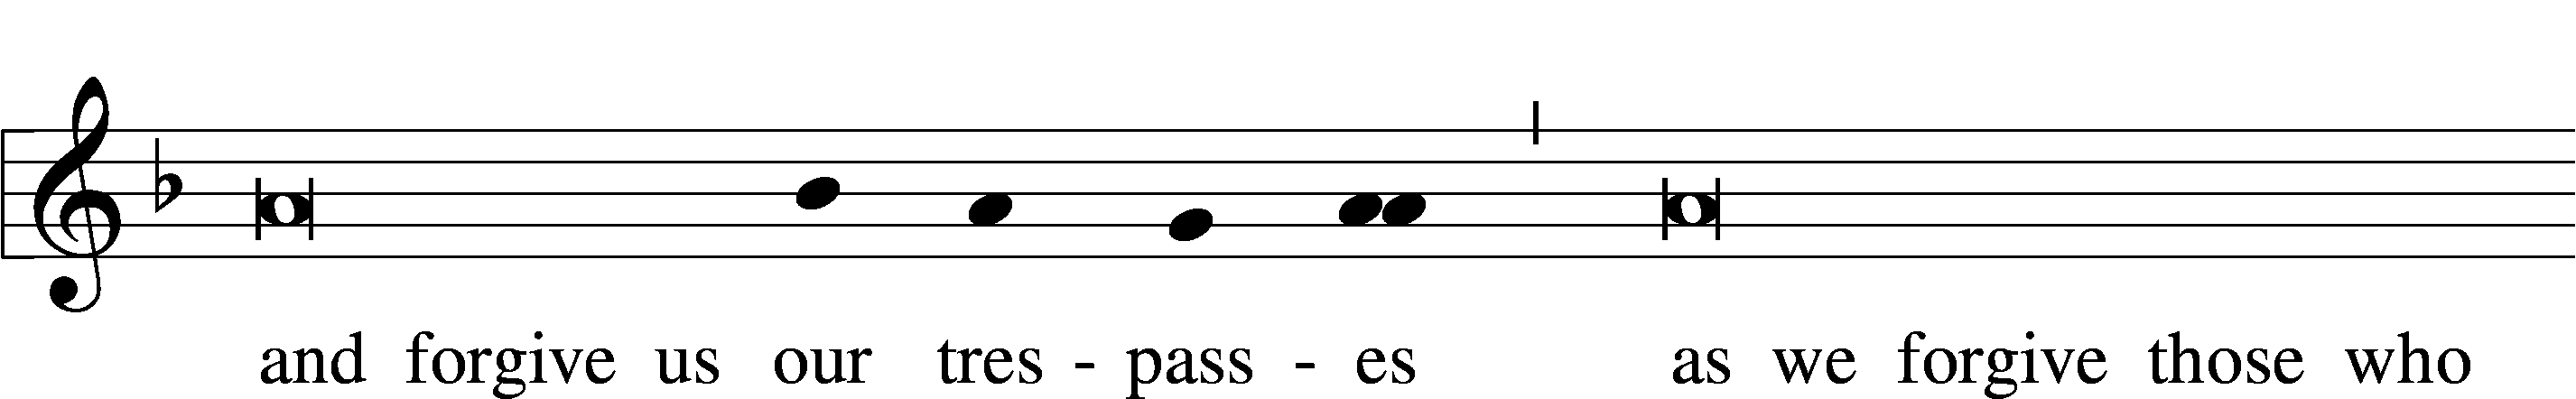 and forgive us our tres - pass - es as we forgive those who